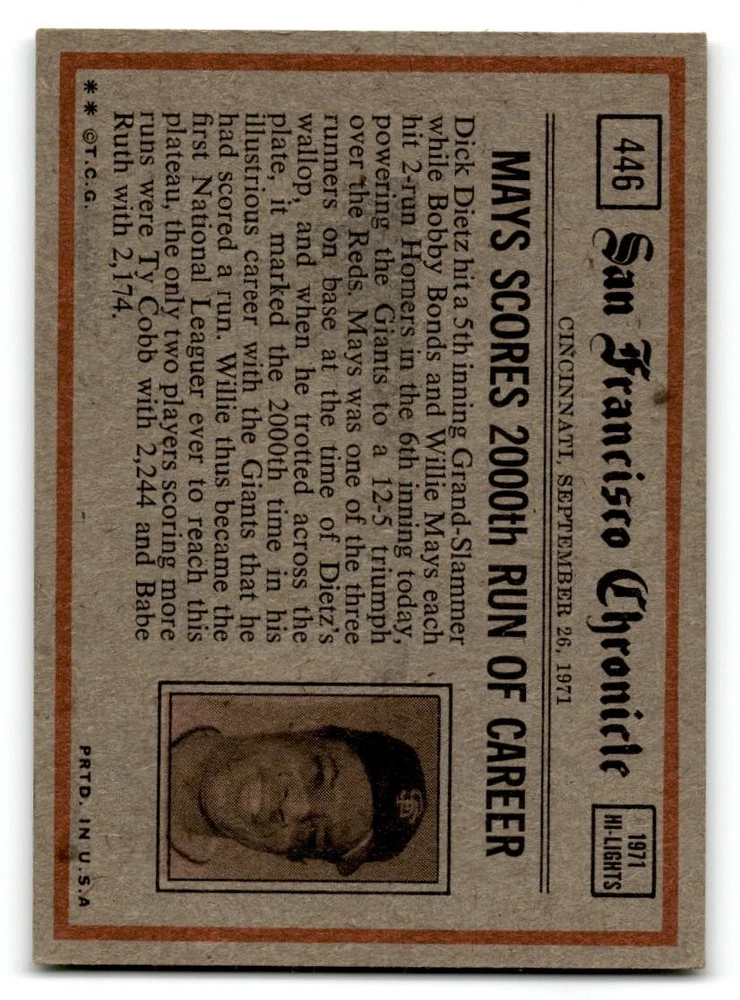 446
San Francisco Chronicle
1971
HI-LIGHTS
CINCINNATI, SEPTEMBER 26, 1971
MAYS SCORES 2000th RUN OF CAREER
Dick Dietz hit a 5th inning Grand-Slammer
while Bobby Bonds and Willie Mays each
hit 2-run Homers in the 6th inning today,
powering the Giants to a 12-5 triumph
over the Reds. Mays was one of the three
runners on base at the time of Dietz's
wallop, and when he trotted across the
plate, it marked the 2000th time in his
illustrious career with the Giants that he
had scored a run. Willie thus became the
first National Leaguer ever to reach this
plateau, the only two players scoring more
runs were Ty Cobb with 2,244 and Babe
Ruth with 2,174.
SF
* * ©T.C.G.
PRTD. IN U.S.A